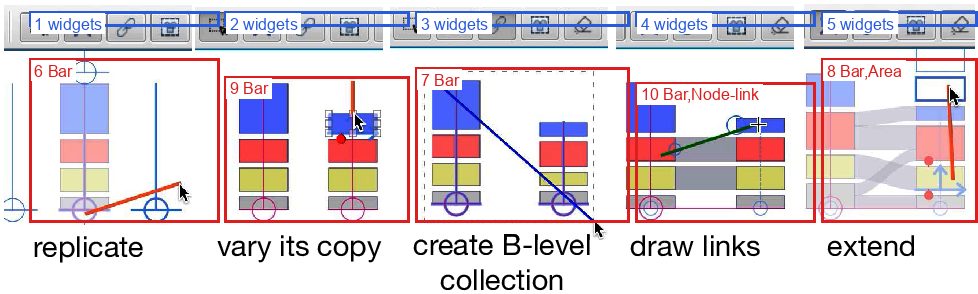 1 widgets 2 widgets 3 widgets 4 widgets 5 widgets
6 Bar 9 Bar 7 Bar 10 Bar,Node-link 8 Bar,Area
replicate vary its copy create B-level draw links extend
collection